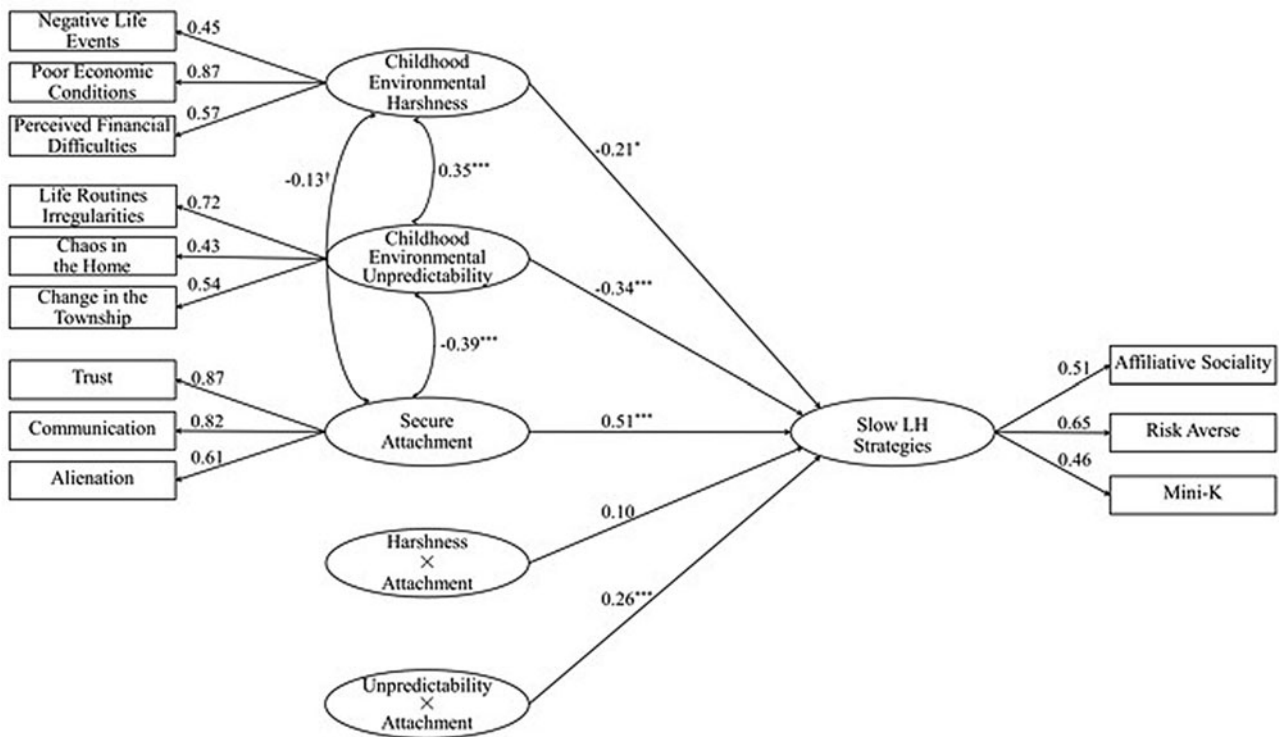 Negative Life
Events
0.45
Poor Economic
Conditions
0.87
Perceived Financial
Difficulties
0.57
Childhood
Environmental
Harshness
-0.21*
-0.13†
0.35***
Life Routines
Irregularities
0.72
Chaos in
the Home
0.43
Change in the
Township
0.54
Childhood
Environmental
Unpredictability
-0.34***
-0.39***
Trust
0.87
Communication
0.82
Alienation
0.61
Secure
Attachment
0.51***
Slow LH
Strategies
0.51
Affiliative Sociality
0.65
Risk Averse
0.46
Mini-K
Harshness
×
Attachment
0.10
Unpredictability
×
Attachment
0.26***